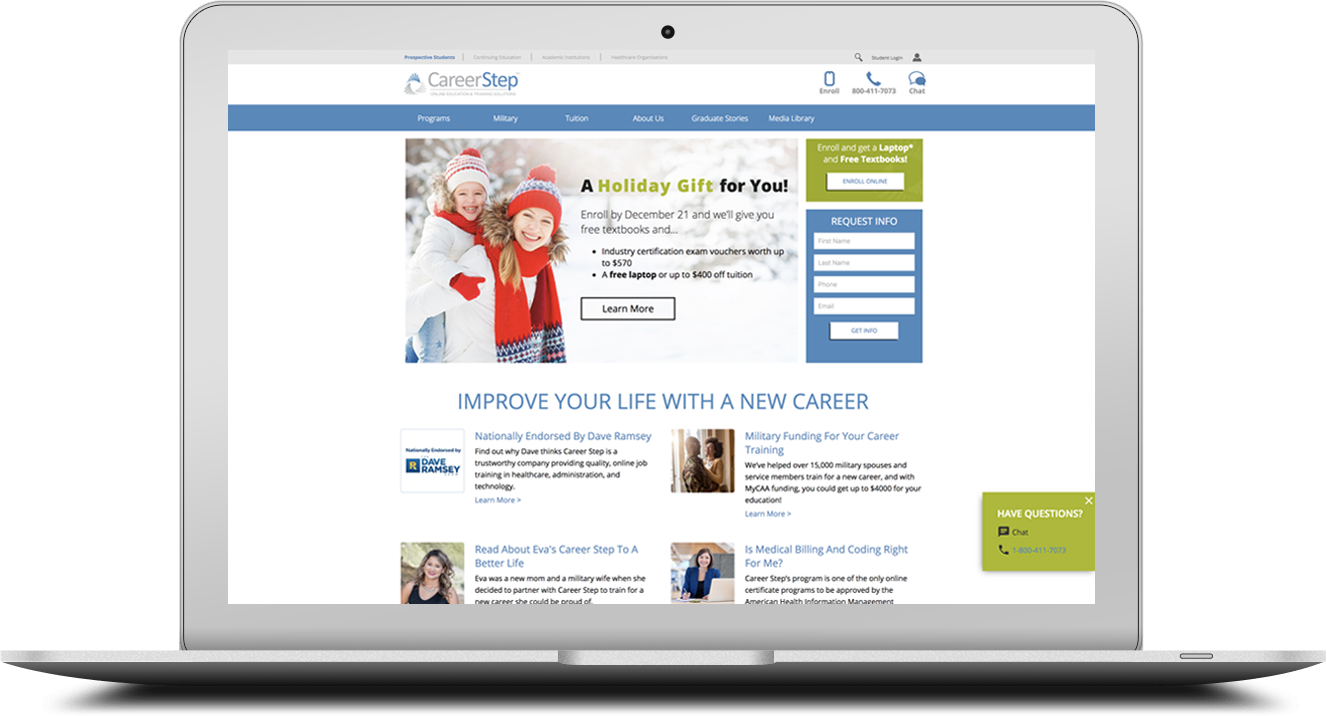 Prospective Students | Continuing Education | Academic Institutions | Healthcare Organizations
Student Login
CareerStep
ONLINE EDUCATION & TRAINING SOLUTIONS
Enroll
800-411-7073
Chat
Programs
Military
Tuition
About Us
Graduate Stories
Media Library
A Holiday Gift for You!
Enroll by December 21 and we'll give you
free textbooks and...
• Industry certification exam vouchers worth up
to $570
• A free laptop or up to $400 off tuition
Learn More
Enroll and get a Laptop*
and Free Textbooks!
ENROLL ONLINE
REQUEST INFO
First Name
Last Name
Phone
Email
GET INFO
IMPROVE YOUR LIFE WITH A NEW CAREER
Nationally Endorsed by
R DAVE
RAMSEY
Nationally Endorsed By Dave Ramsey
Find out why Dave thinks Career Step is a
trustworthy company providing quality, online job
training in healthcare, administration, and
technology.
Learn More >
Military Funding For Your Career
Training
We've helped over 15,000 military spouses and
service members train for a new career, and with
MyCAA funding, you could get up to $4000 for your
education!
Learn More >
Read About Eva's Career Step To A
Better Life
Eva was a new mom and a military wife when she
decided to partner with Career Step to train for a
new career she could be proud of.
Is Medical Billing And Coding Right
For Me?
Career Step's program is one of the only online
certificate programs to be approved by the
American Health Information Management
HAVE QUESTIONS?
Chat
1-800-411-7073